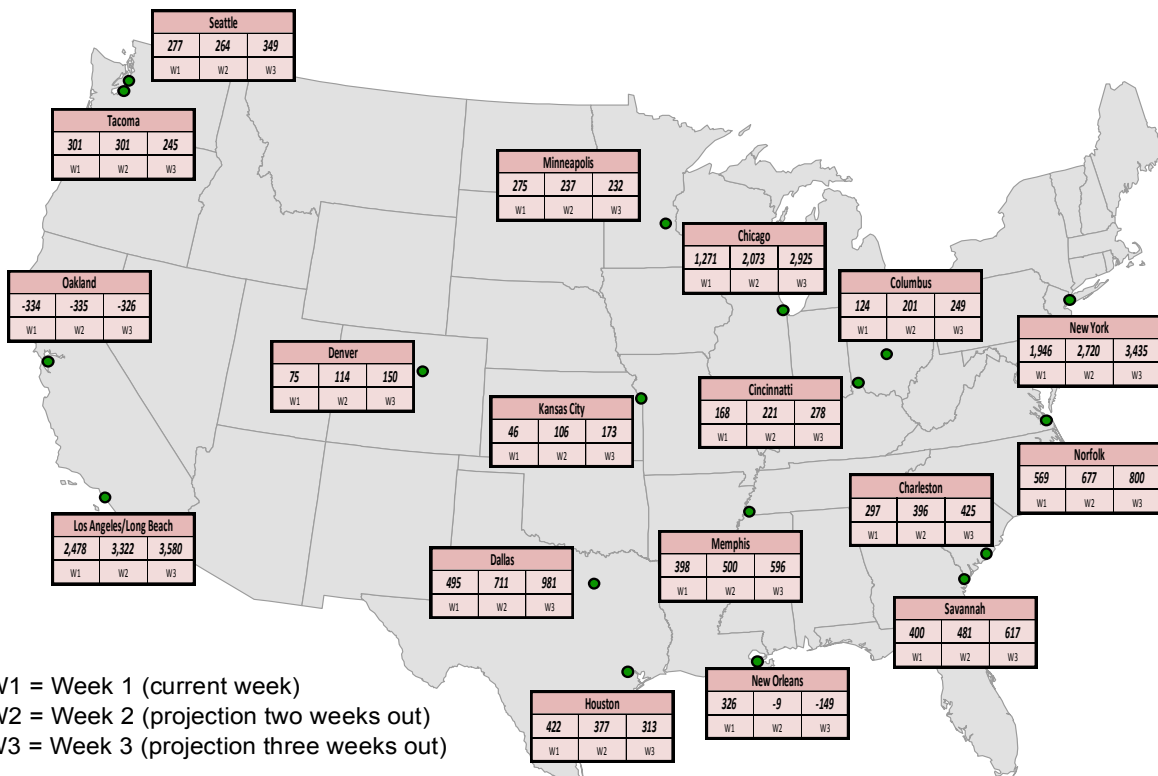 Seattle
277 264 349
W1 W2 W3
Tacoma
301 301 245
W1 W2 W3
Minneapolis
275 237 232
W1 W2 W3
Chicago
1,271 2,073 2,925
W1 W2 W3
Oakland
-334 -335 -326
W1 W2 W3
Columbus
124 201 249
W1 W2 W3
New York
1,946 2,720 3,435
W1 W2 W3
Denver
75 114 150
W1 W2 W3
Cincinnatti
168 221 278
W1 W2 W3
Kansas City
46 106 173
W1 W2 W3
Norfolk
569 677 800
W1 W2 W3
Charleston
297 396 425
W1 W2 W3
Los Angeles/Long Beach
2,478 3,322 3,580
W1 W2 W3
Memphis
398 500 596
W1 W2 W3
Dallas
495 711 981
W1 W2 W3
Savannah
400 481 617
W1 W2 W3
New Orleans
326 -9 -149
W1 W2 W3
Houston
422 377 313
W1 W2 W3
W1 = Week 1 (current week)
W2 = Week 2 (projection two weeks out)
W3 = Week 3 (projection three weeks out)